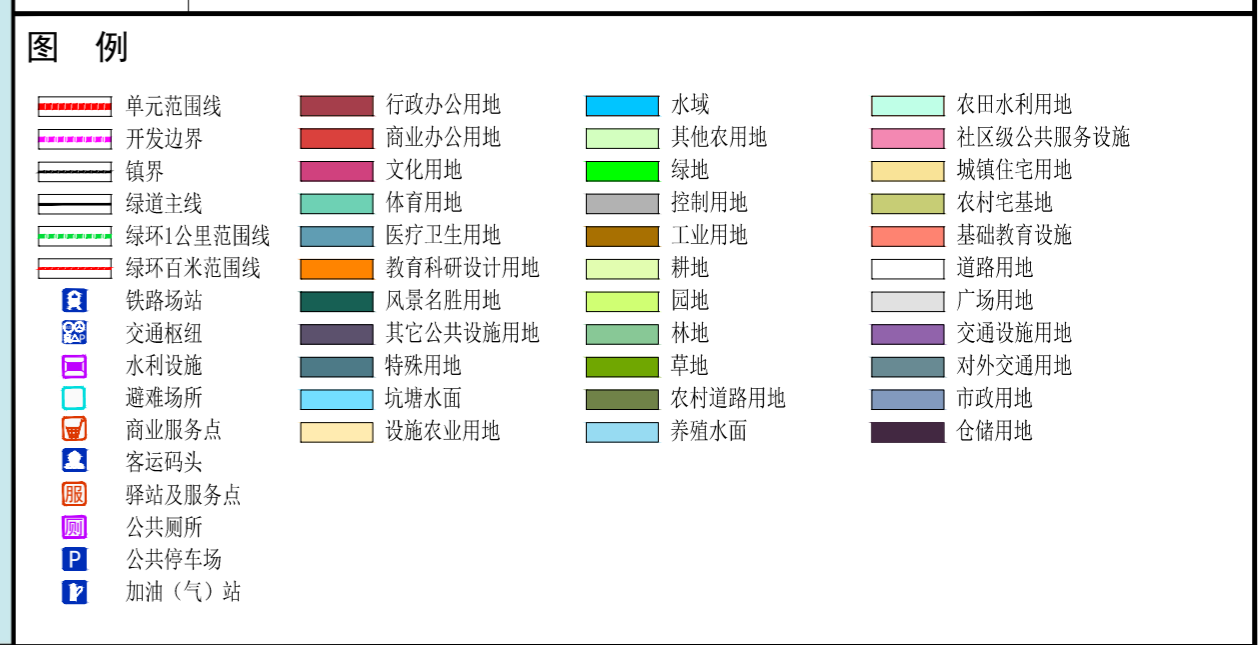 图 例
单元范围线
开发边界
镇界
绿道主线
绿环1公里范围线
绿环百米范围线
铁路场站
交通枢纽
水利设施
避难场所
商业服务点
客运码头
服 驿站及服务点
厕 公共厕所
P 公共停车场
加油（气）站
行政办公用地
商业办公用地
文化用地
体育用地
医疗卫生用地
教育科研设计用地
风景名胜用地
其它公共设施用地
特殊用地
坑塘水面
设施农业用地
水域
其他农用地
绿地
控制用地
工业用地
耕地
园地
林地
草地
农村道路用地
养殖水面
农田水利用地
社区级公共服务设施
城镇住宅用地
农村宅基地
基础教育设施
道路用地
广场用地
交通设施用地
对外交通用地
市政用地
仓储用地